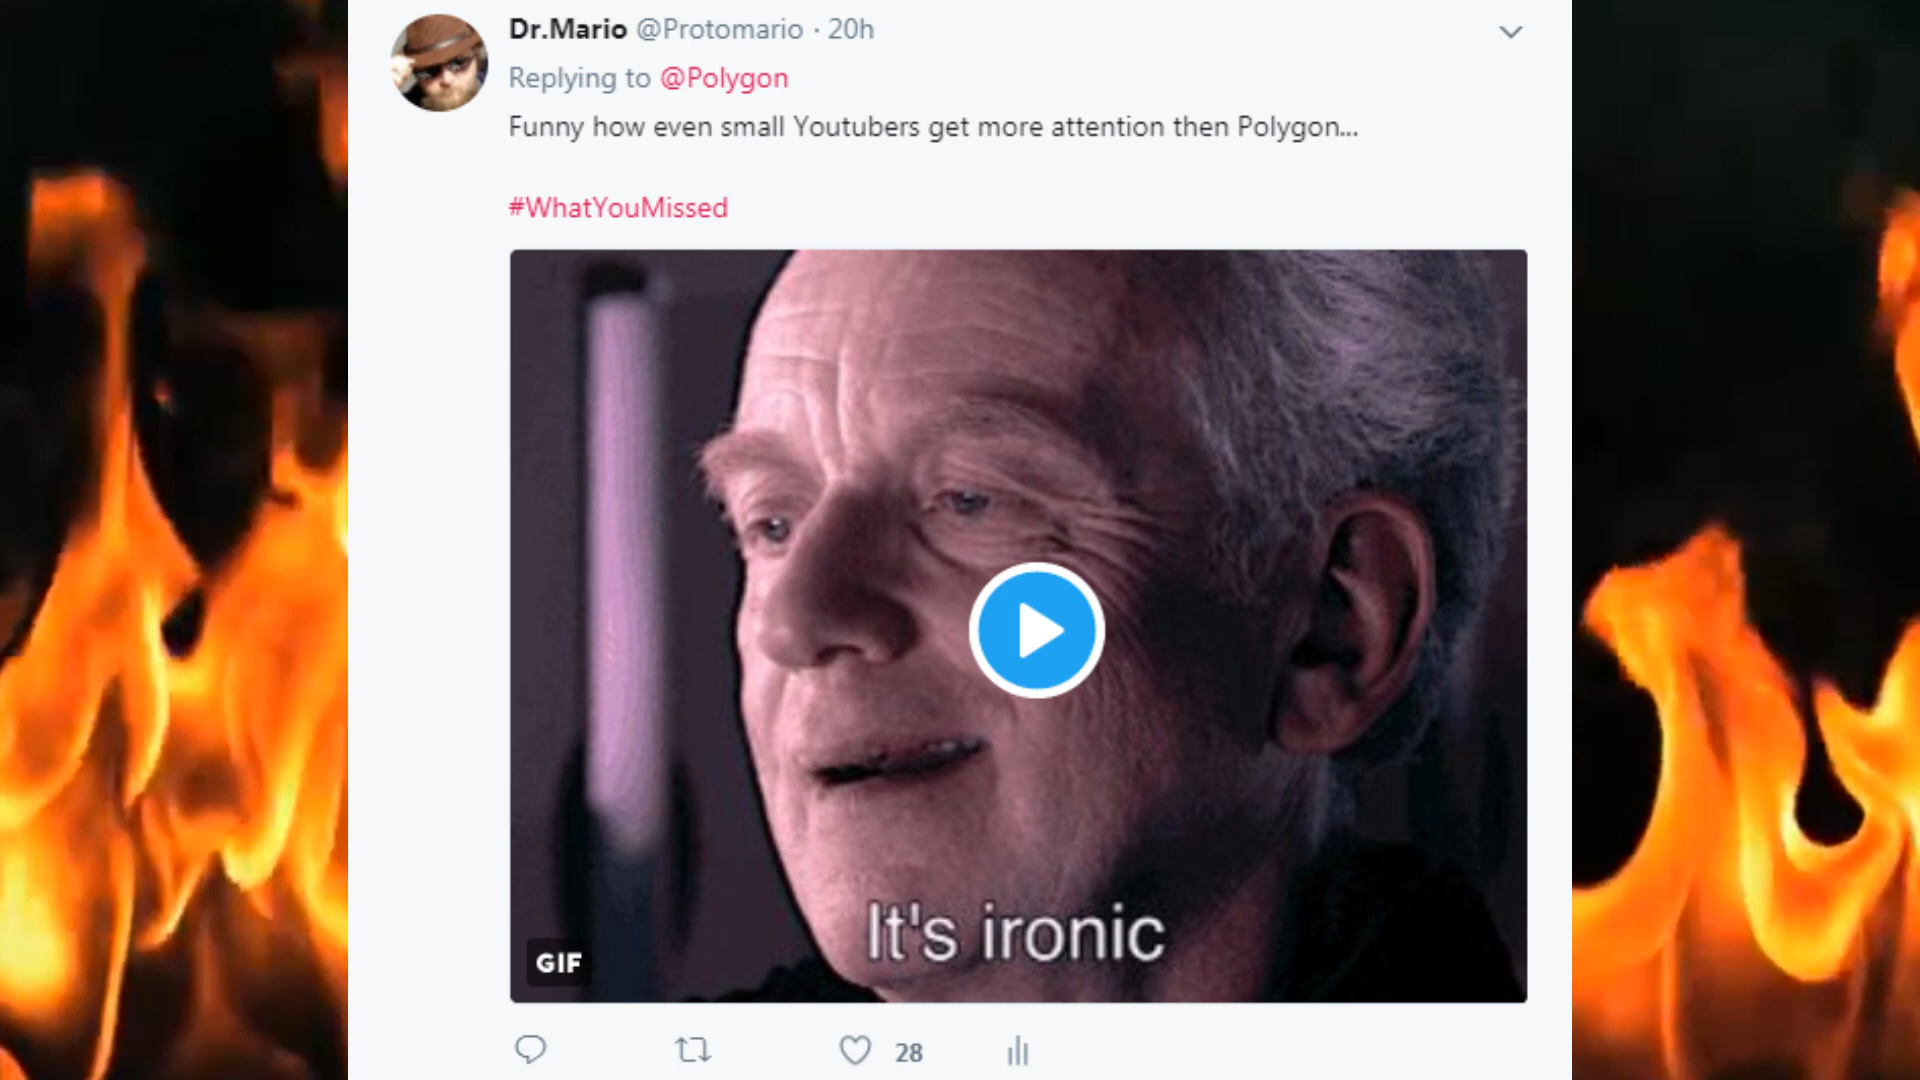 Dr.Mario @Protomario · 20h
Replying to @Polygon
Funny how even small Youtubers get more attention then Polygon...
#WhatYouMissed
It's ironic
GIF
28